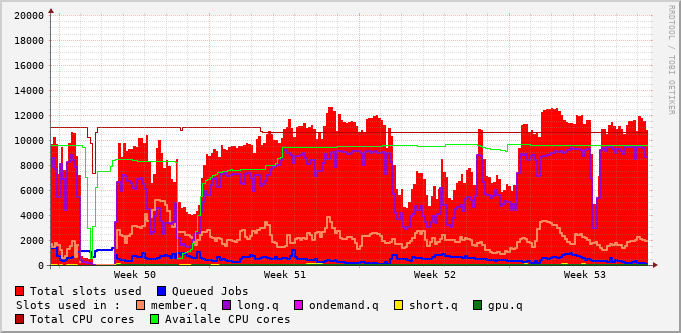 RRDTOOL / TOBI OETIKER
20000
18000
16000
14000
12000
10000
8000
6000
4000
2000
0
Week 50 Week 51 Week 52 Week 53
Total slots used Queued Jobs
Slots used in : member.q long.q ondemand.q short.q gpu.q
Total CPU cores Availale CPU cores